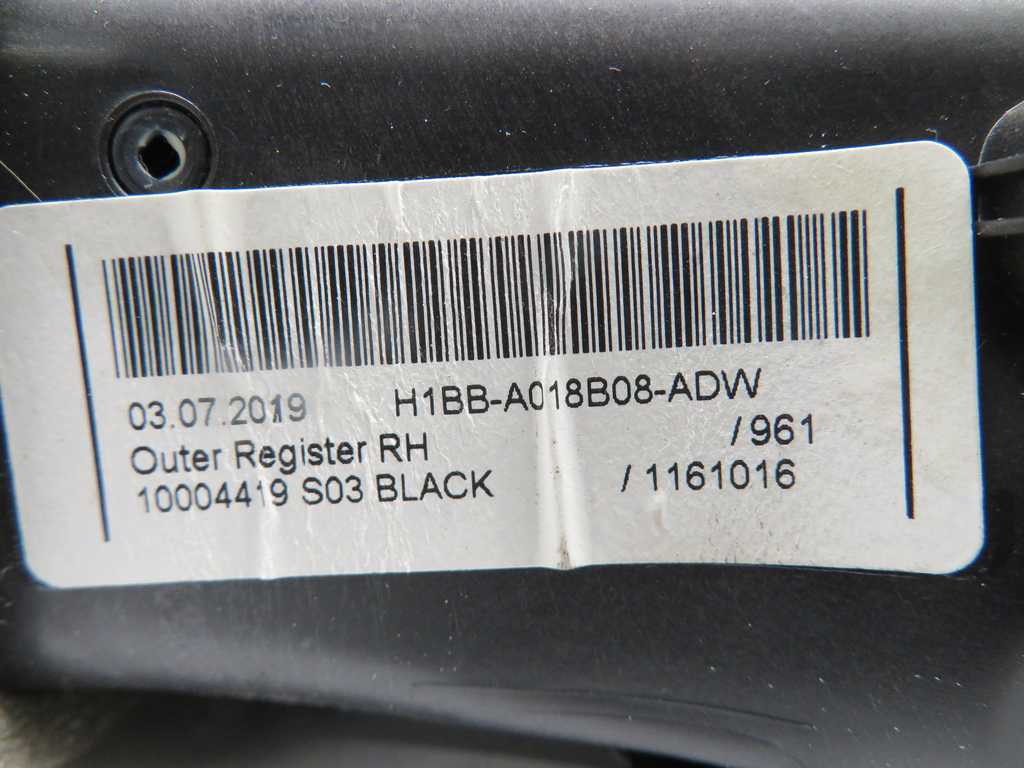 03.07.2019 H1BB-A018B08-ADW
Outer Register RH /961
10004419 S03 BLACK / 1161016